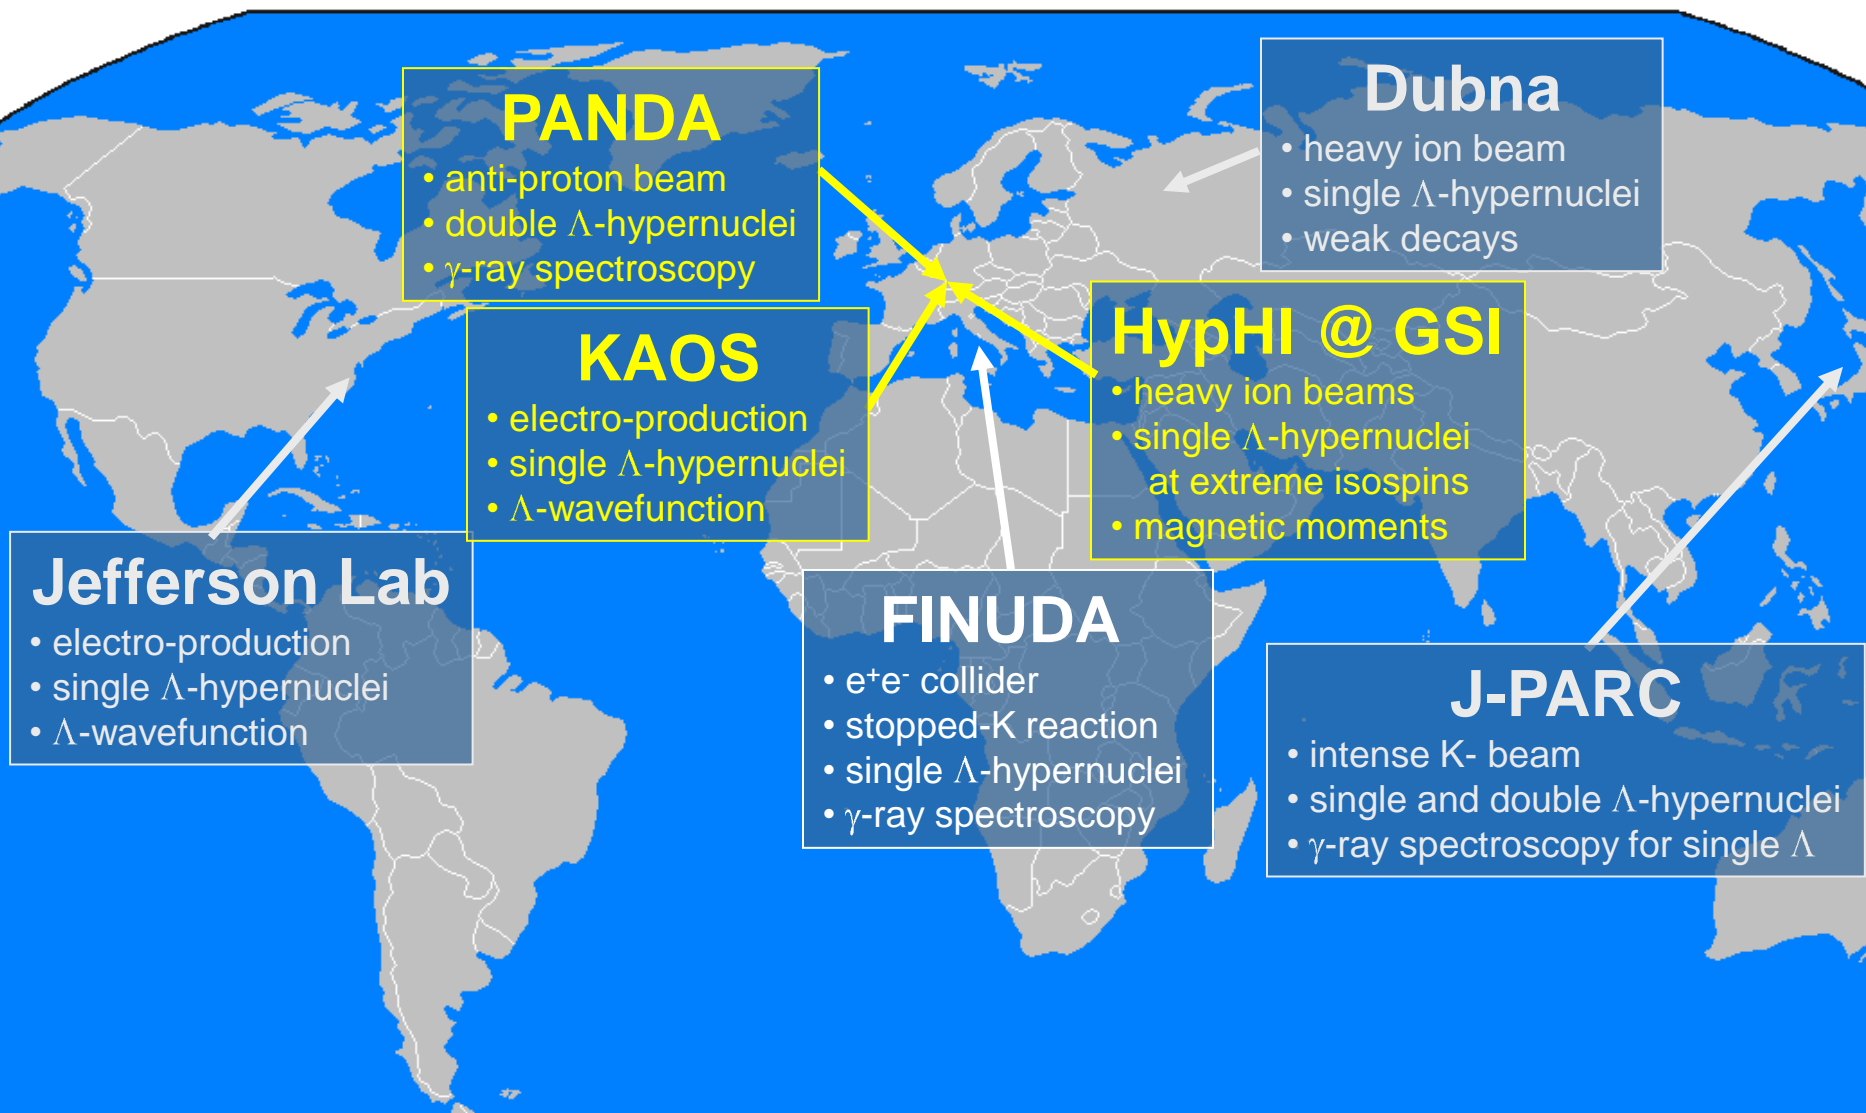 PANDA
• anti-proton beam
• double Λ-hypernuclei
• γ-ray spectroscopy
Dubna
• heavy ion beam
• single Λ-hypernuclei
• weak decays
KAOS
• electro-production
• single Λ-hypernuclei
• Λ-wavefunction
HypHI @ GSI
• heavy ion beams
• single Λ-hypernuclei
at extreme isospins
• magnetic moments
Jefferson Lab
• electro-production
• single Λ-hypernuclei
• Λ-wavefunction
FINUDA
• e⁺e⁻ collider
• stopped-K reaction
• single Λ-hypernuclei
• γ-ray spectroscopy
J-PARC
• intense K- beam
• single and double Λ-hypernuclei
• γ-ray spectroscopy for single Λ